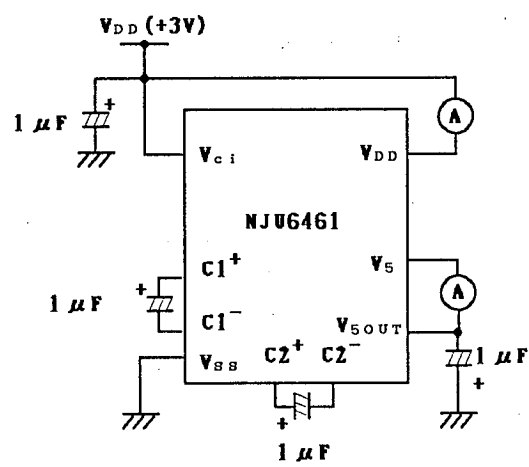 VDD (+3V)
+
1 μF
A
Vci
VDD
NJU6461
C1+
V5
+
1 μF
A
C1-
V5OUT
VSS
C2+
C2-
1 μF
+
+
1 μF